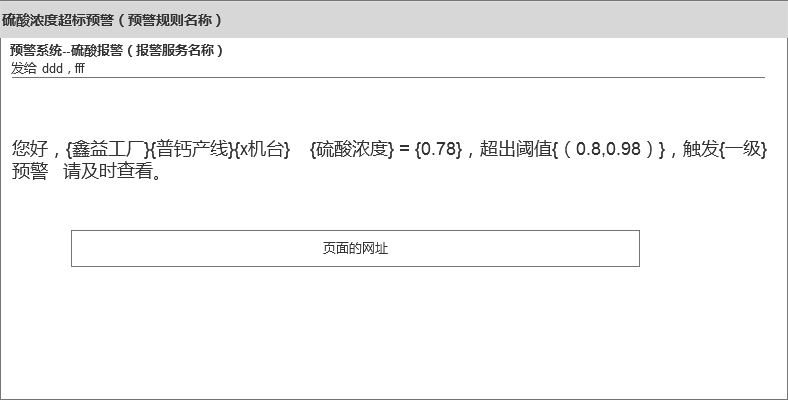 硫酸浓度超标预警（预警规则名称）
预警系统--硫酸报警（报警服务名称）
发给 ddd，fff
您好，{鑫益工厂}{普钙产线}{x机台} {硫酸浓度} = {0.78}，超出阈值{（0.8,0.98）}，触发{一级}
预警 请及时查看。
页面的网址